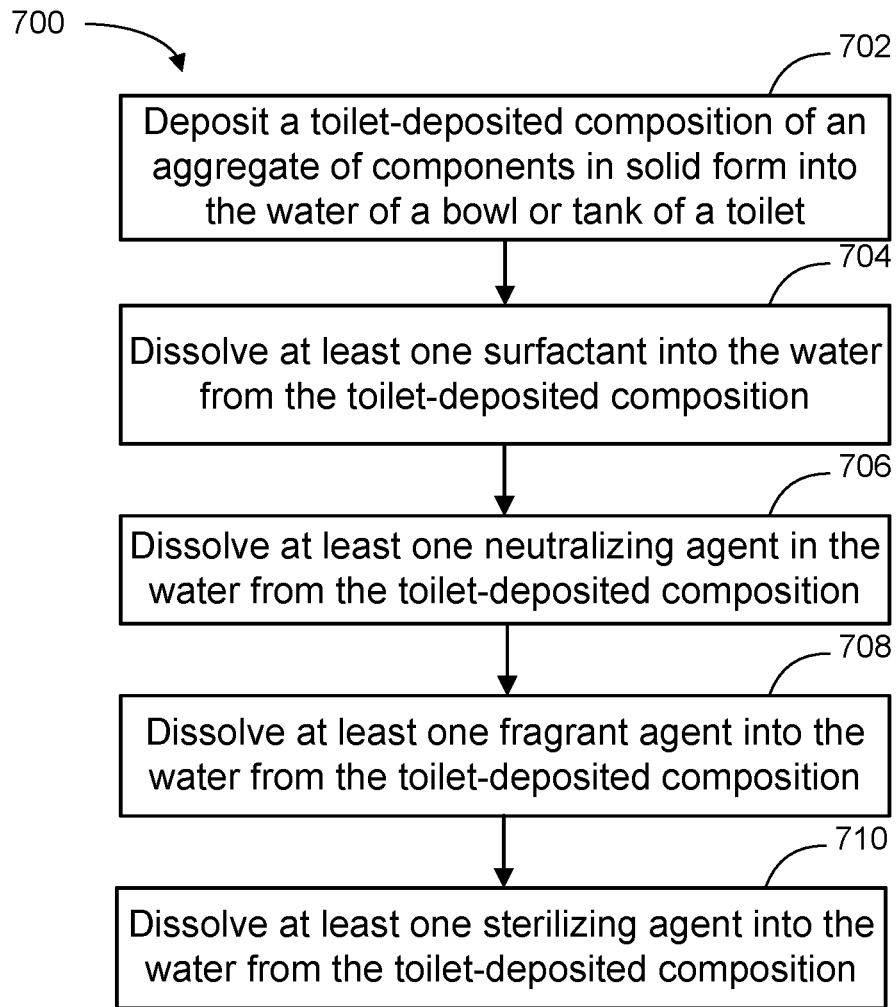 700
702
Deposit a toilet-deposited composition of an
aggregate of components in solid form into
the water of a bowl or tank of a toilet
704
Dissolve at least one surfactant into the water
from the toilet-deposited composition
706
Dissolve at least one neutralizing agent in the
water from the toilet-deposited composition
708
Dissolve at least one fragrant agent into the
water from the toilet-deposited composition
710
Dissolve at least one sterilizing agent into the
water from the toilet-deposited composition